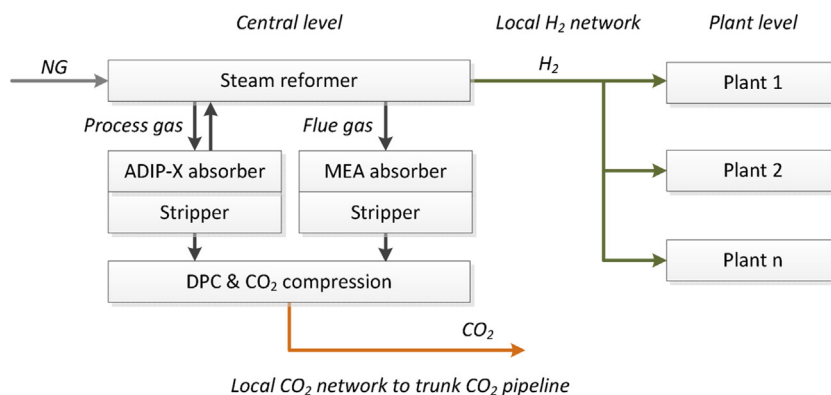 Central level
Local H₂ network
Plant level
NG
Steam reformer
H₂
Plant 1
Process gas
Flue gas
ADIP-X absorber
MEA absorber
Plant 2
Stripper
Stripper
Plant n
DPC & CO₂ compression
CO₂
Local CO₂ network to trunk CO₂ pipeline